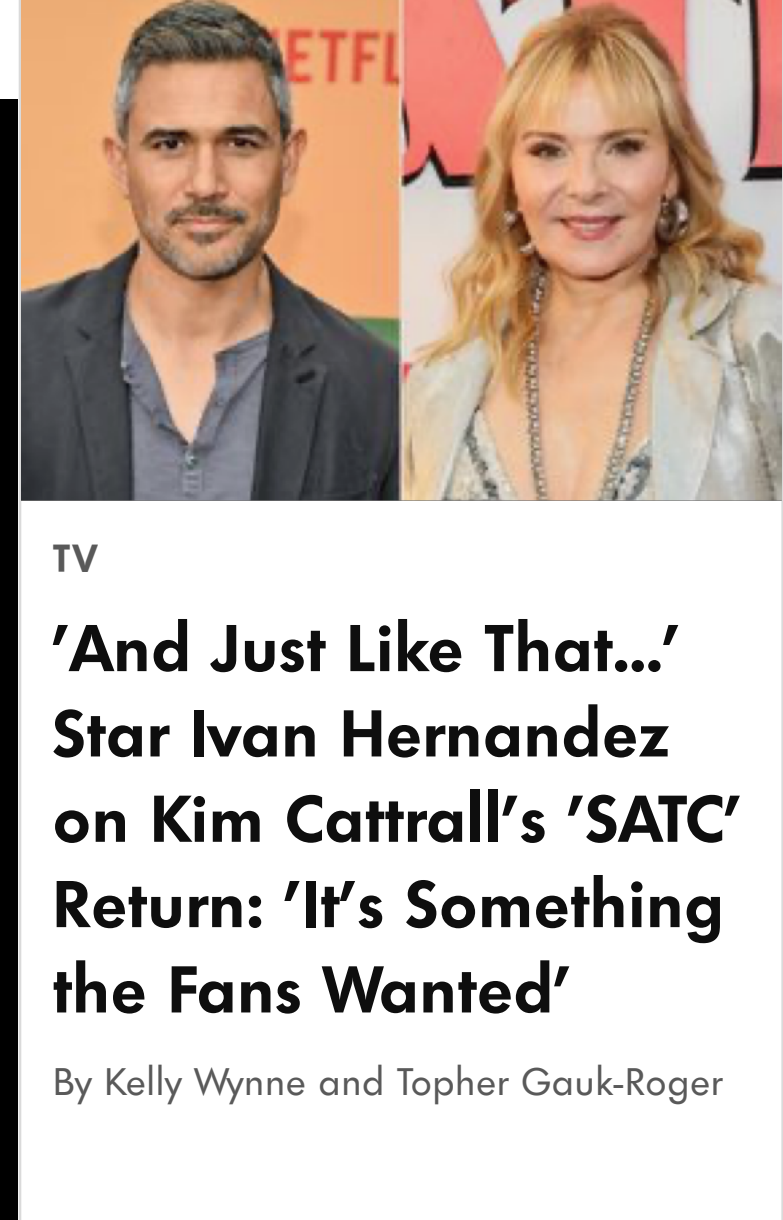 ETFL
TV
’And Just Like That...’
Star Ivan Hernandez
on Kim Cattrall’s ’SATC’
Return: ’It’s Something
the Fans Wanted’
By Kelly Wynne and Topher Gauk-Roger